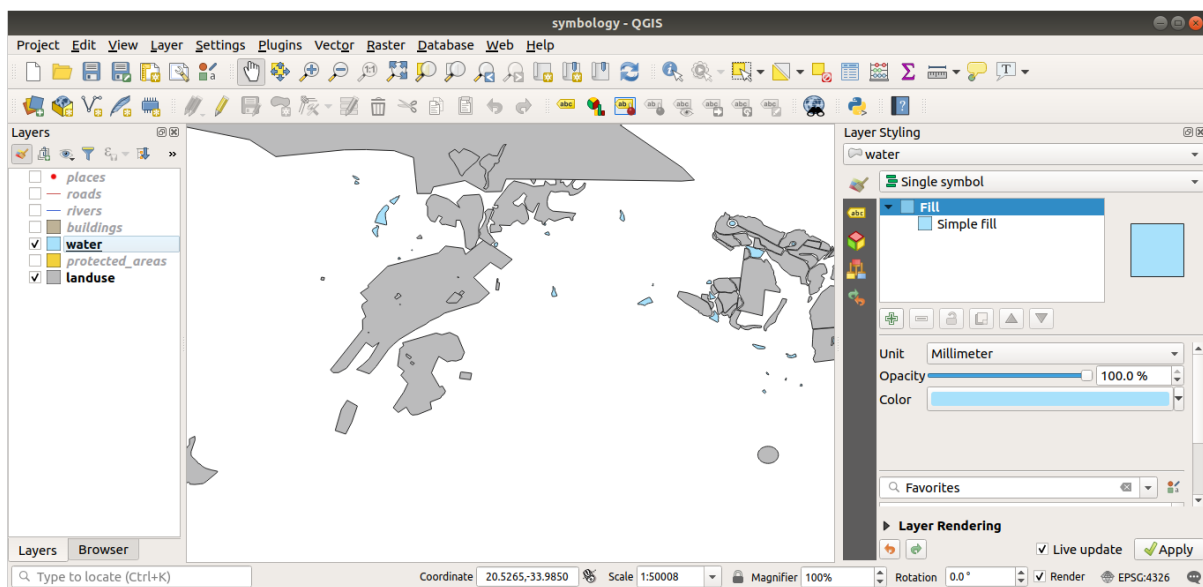 symbology - QGIS
Project Edit View Layer Settings Plugins Vector Raster Database Web Help
Layers
places
roads
rivers
buildings
water
protected_areas
landuse
Layers Browser
Layer Styling
water
Single symbol
Fill
Simple fill
Unit Millimeter
Opacity 100.0 %
Color
Favorites
Layer Rendering
Live update Apply
Type to locate (Ctrl+K) Coordinate 20.5265,-33.9850 Scale 1:50008 Magnifier 100% Rotation 0.0° Render EPSG:4326